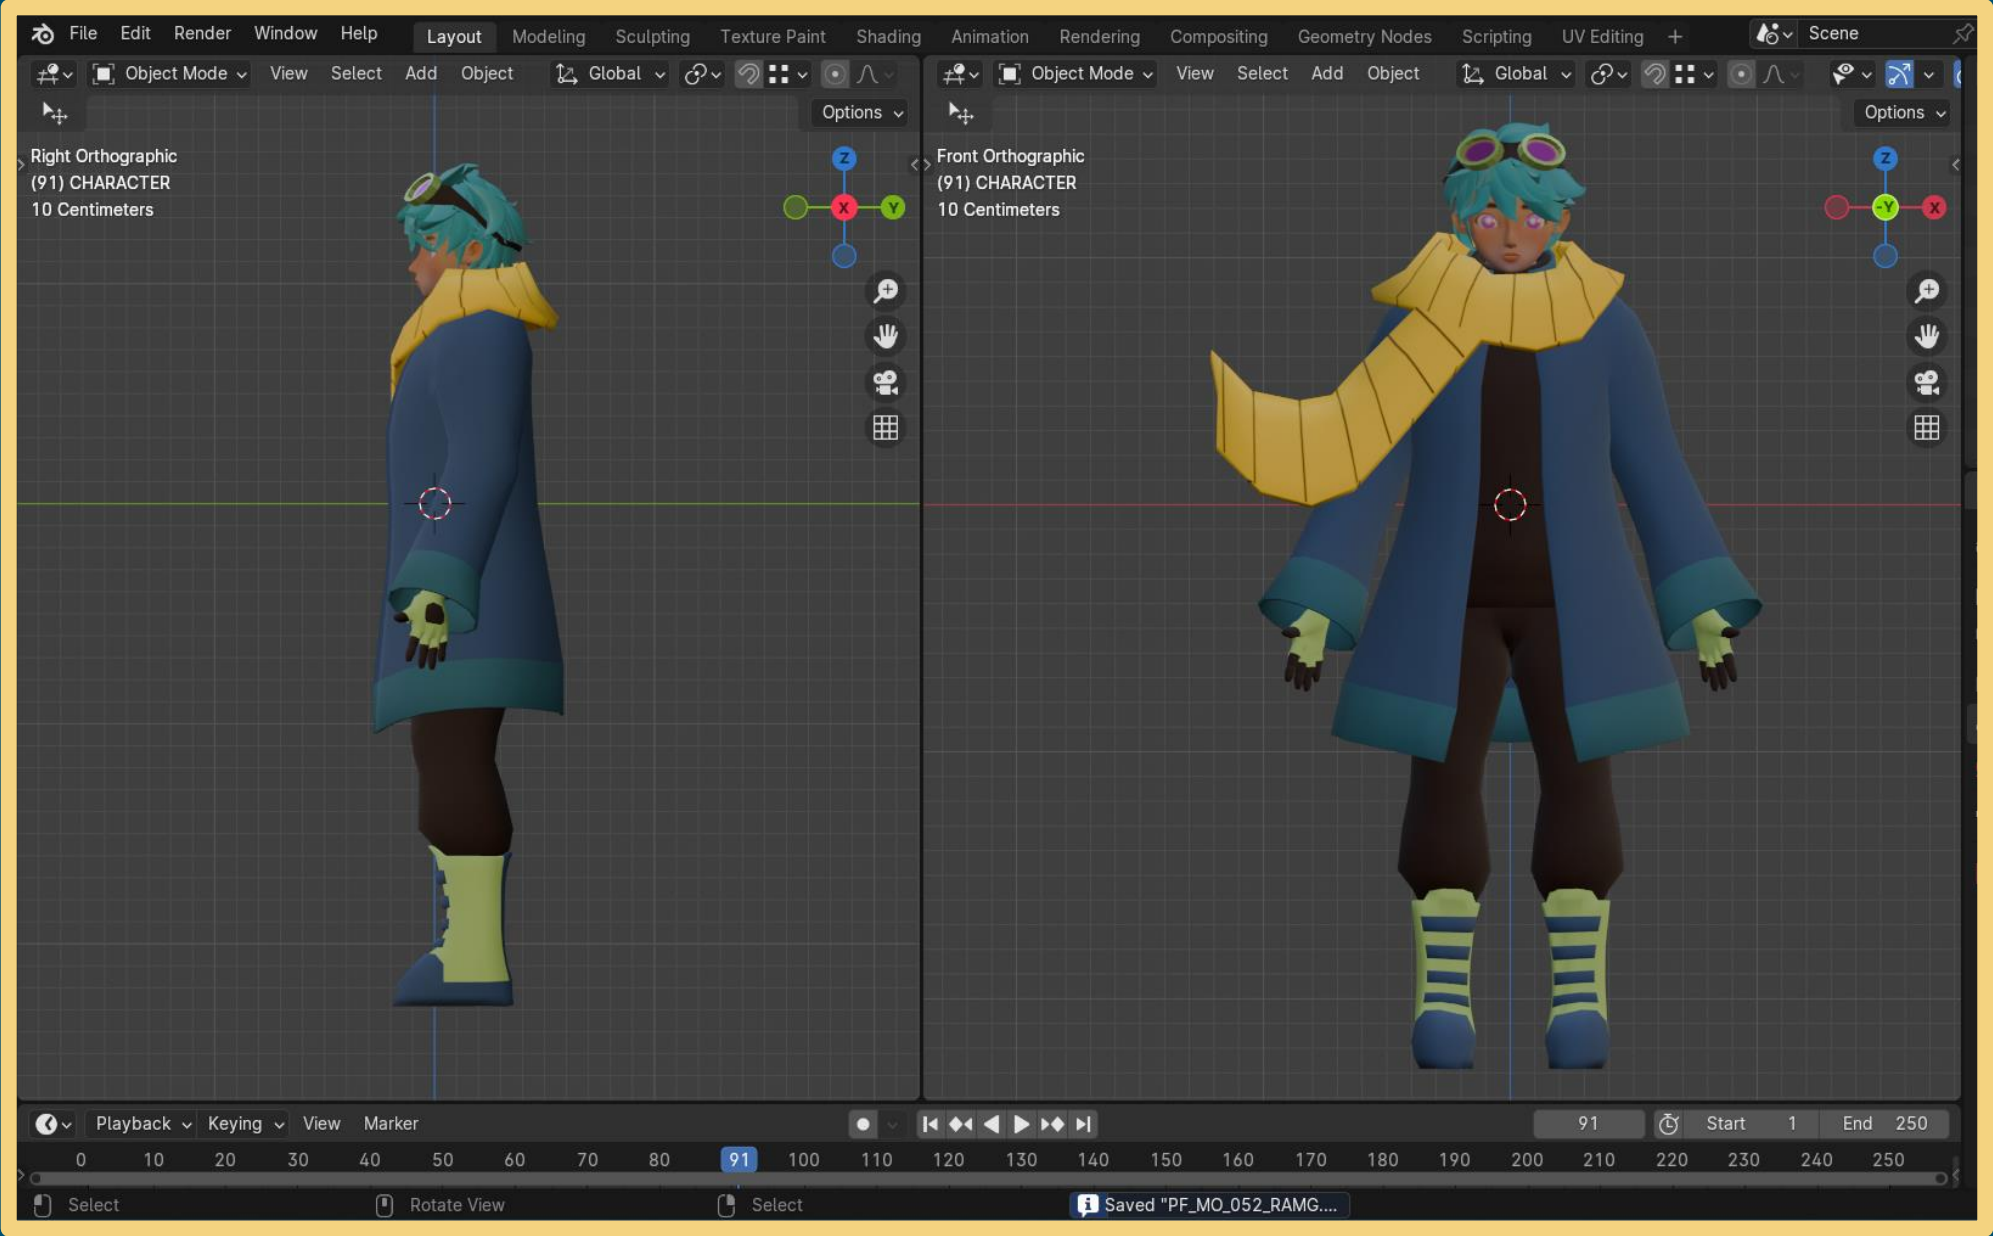 File Edit Render Window Help Layout Modeling Sculpting Texture Paint Shading Animation Rendering Compositing Geometry Nodes Scripting UV Editing + Scene
Object Mode View Select Add Object Global
Object Mode View Select Add Object Global
Options
Options
Right Orthographic
(91) CHARACTER
10 Centimeters
Z
X
Y
Front Orthographic
(91) CHARACTER
10 Centimeters
Z
-Y
X
Playback Keying View Marker 91 Start 1 End 250
0 10 20 30 40 50 60 70 80 91 100 110 120 130 140 150 160 170 180 190 200 210 220 230 240 250
Select Rotate View Select Saved "PF_MO_052_RAMG....